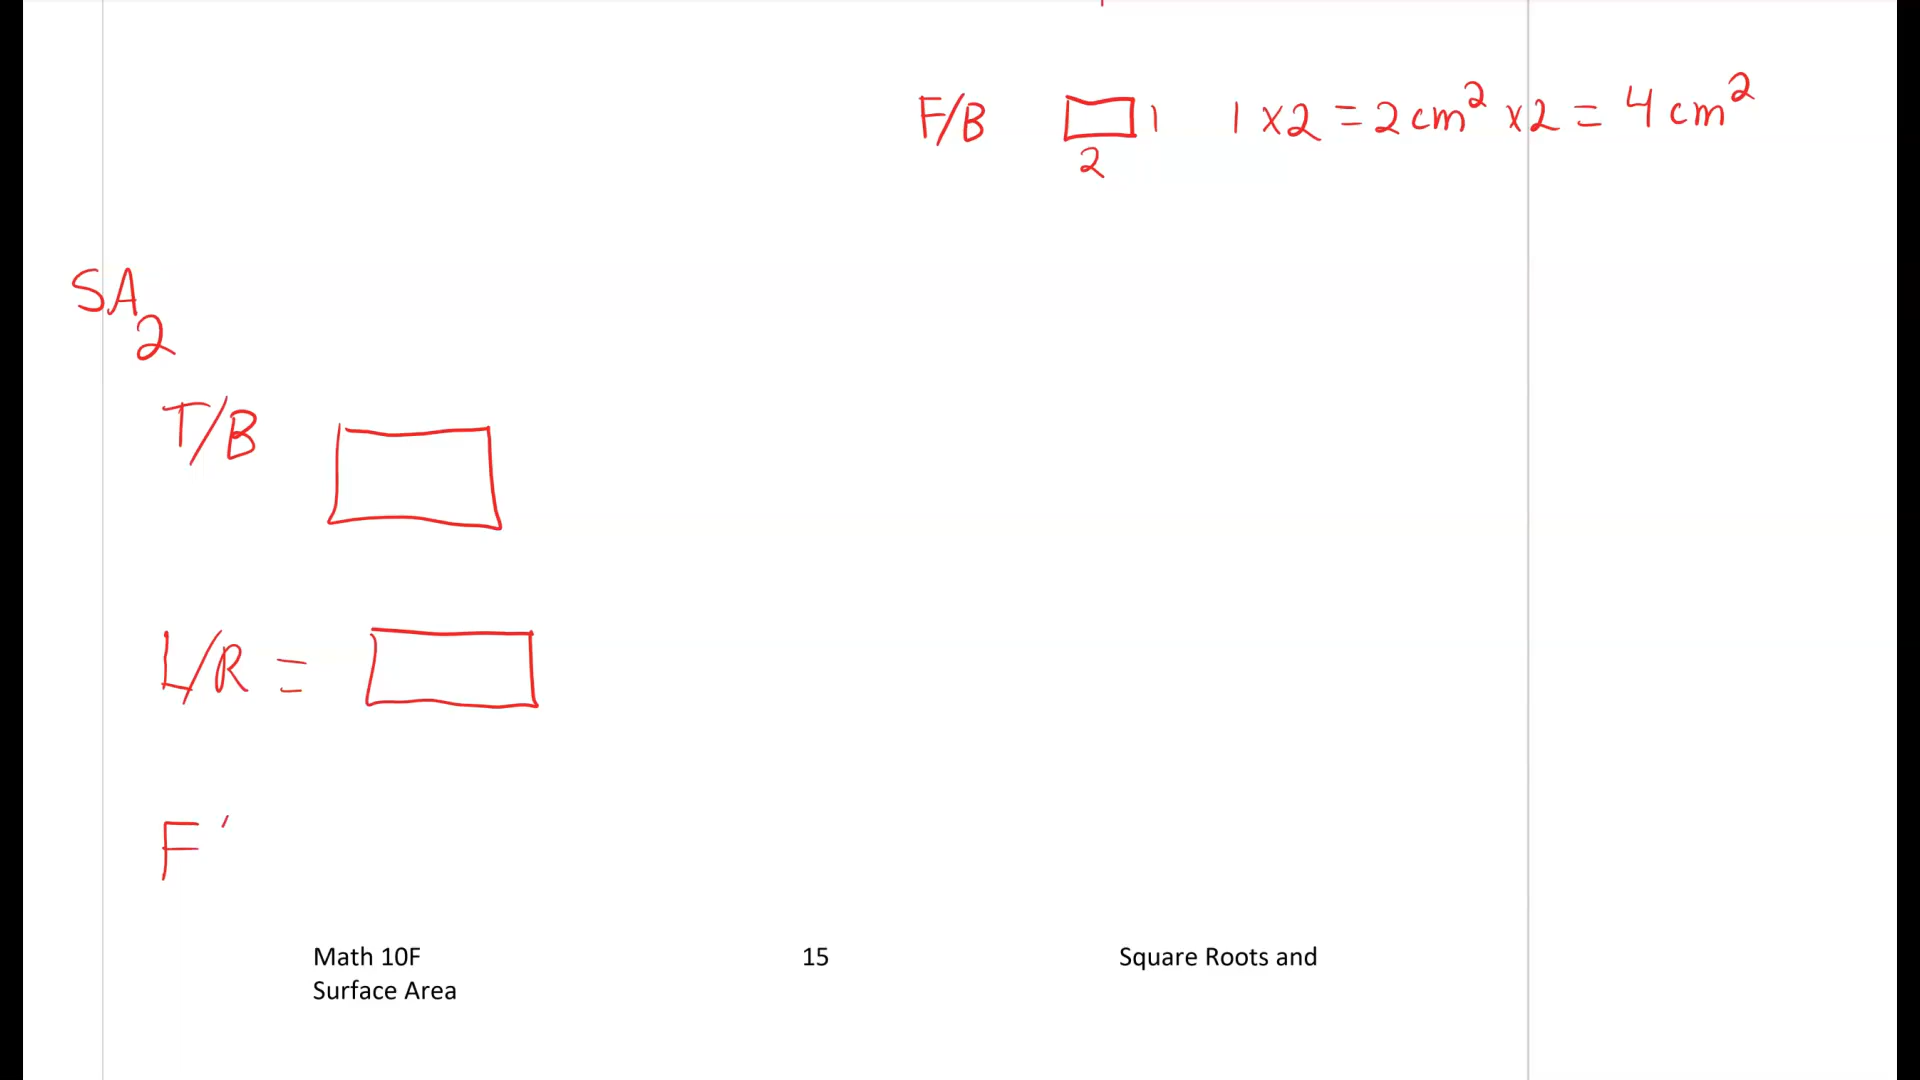 F/B 1 1 x 2 = 2 cm² x 2 = 4 cm²
2
SA₂
T/B
L/R =
F
Math 10F 15 Square Roots and
Surface Area